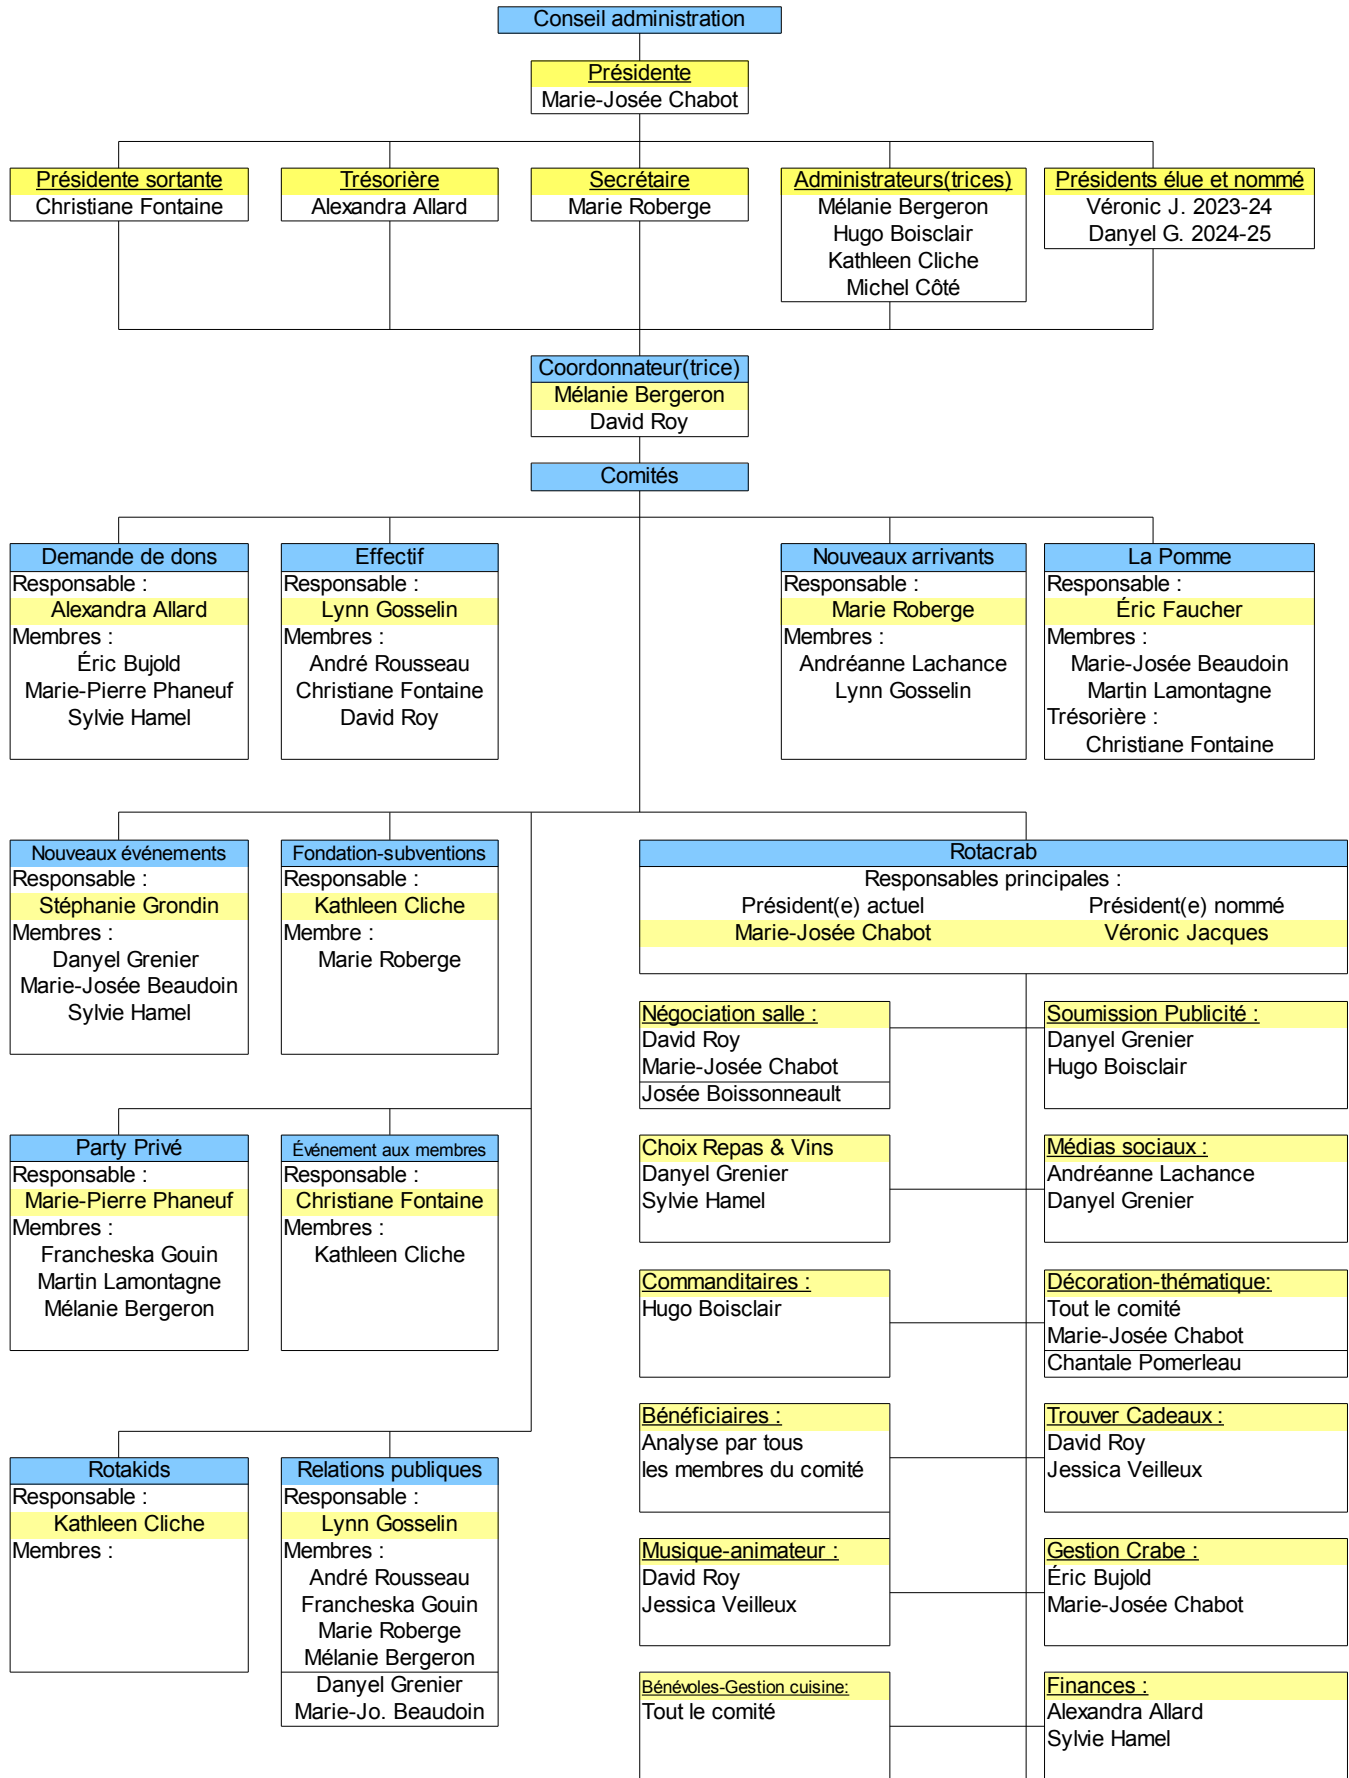 Conseil administration
Présidente
Marie-Josée Chabot
Présidente sortante
Christiane Fontaine
Trésorière
Alexandra Allard
Secrétaire
Marie Roberge
Administrateurs(trices)
Mélanie Bergeron
Hugo Boisclair
Kathleen Cliche
Michel Côté
Présidents élue et nommé
Véronic J. 2023-24
Danyel G. 2024-25
Coordonnateur(trice)
Mélanie Bergeron
David Roy
Comités
Demande de dons
Responsable :
Alexandra Allard
Membres :
Éric Bujold
Marie-Pierre Phaneuf
Sylvie Hamel
Effectif
Responsable :
Lynn Gosselin
Membres :
André Rousseau
Christiane Fontaine
David Roy
Nouveaux arrivants
Responsable :
Marie Roberge
Membres :
Andréanne Lachance
Lynn Gosselin
La Pomme
Responsable :
Éric Faucher
Membres :
Marie-Josée Beaudoin
Martin Lamontagne
Trésorière :
Christiane Fontaine
Nouveaux événements
Responsable :
Stéphanie Grondin
Membres :
Danyel Grenier
Marie-Josée Beaudoin
Sylvie Hamel
Fondation-subventions
Responsable :
Kathleen Cliche
Membre :
Marie Roberge
Rotacrab
Responsables principales :
Président(e) actuel
Président(e) nommé
Marie-Josée Chabot
Véronic Jacques
Négociation salle :
David Roy
Marie-Josée Chabot
Josée Boissonneault
Soumission Publicité :
Danyel Grenier
Hugo Boisclair
Party Privé
Responsable :
Marie-Pierre Phaneuf
Membres :
Francheska Gouin
Martin Lamontagne
Mélanie Bergeron
Événement aux membres
Responsable :
Christiane Fontaine
Membres :
Kathleen Cliche
Choix Repas & Vins
Danyel Grenier
Sylvie Hamel
Médias sociaux :
Andréanne Lachance
Danyel Grenier
Commanditaires :
Hugo Boisclair
Décoration-thématique:
Tout le comité
Marie-Josée Chabot
Chantale Pomerleau
Bénéficiaires :
Analyse par tous
les membres du comité
Trouver Cadeaux :
David Roy
Jessica Veilleux
Rotakids
Responsable :
Kathleen Cliche
Membres :
Relations publiques
Responsable :
Lynn Gosselin
Membres :
André Rousseau
Francheska Gouin
Marie Roberge
Mélanie Bergeron
Danyel Grenier
Marie-Jo. Beaudoin
Musique-animateur :
David Roy
Jessica Veilleux
Gestion Crabe :
Éric Bujold
Marie-Josée Chabot
Bénévoles-Gestion cuisine:
Tout le comité
Finances :
Alexandra Allard
Sylvie Hamel